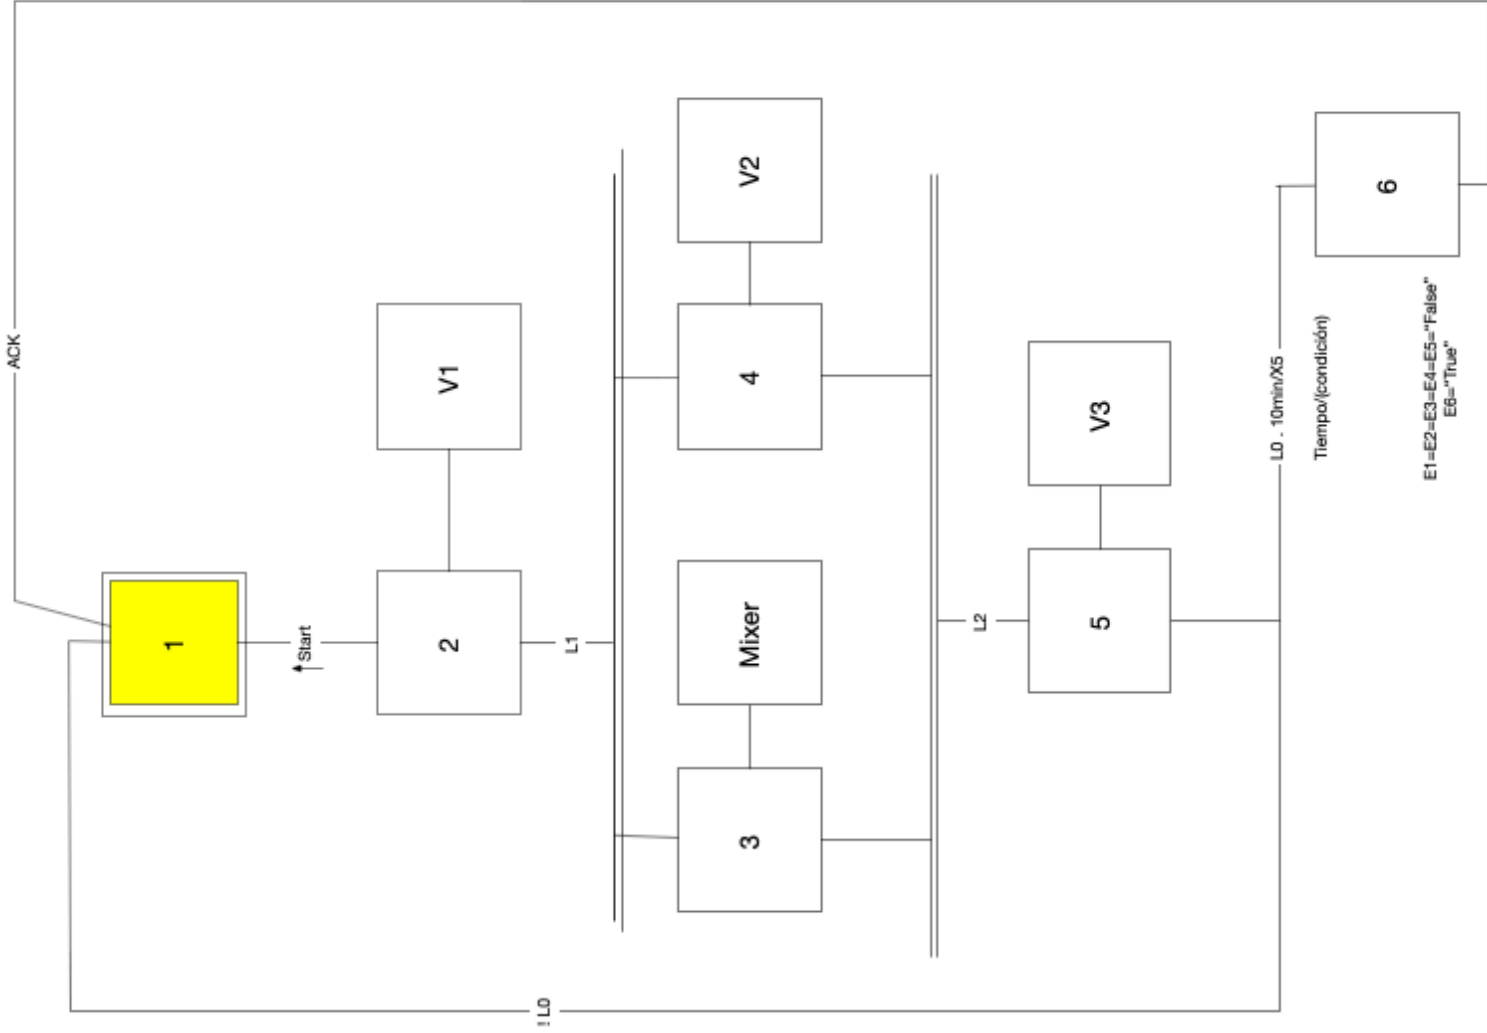 ACK
1
↑Start
2
V1
L1
3
Mixer
4
V2
L2
5
V3
! L0
L0 . 10min/X5
Tiempo/(condición)
6
E1=E2=E3=E4=E5="False"
E6="True"